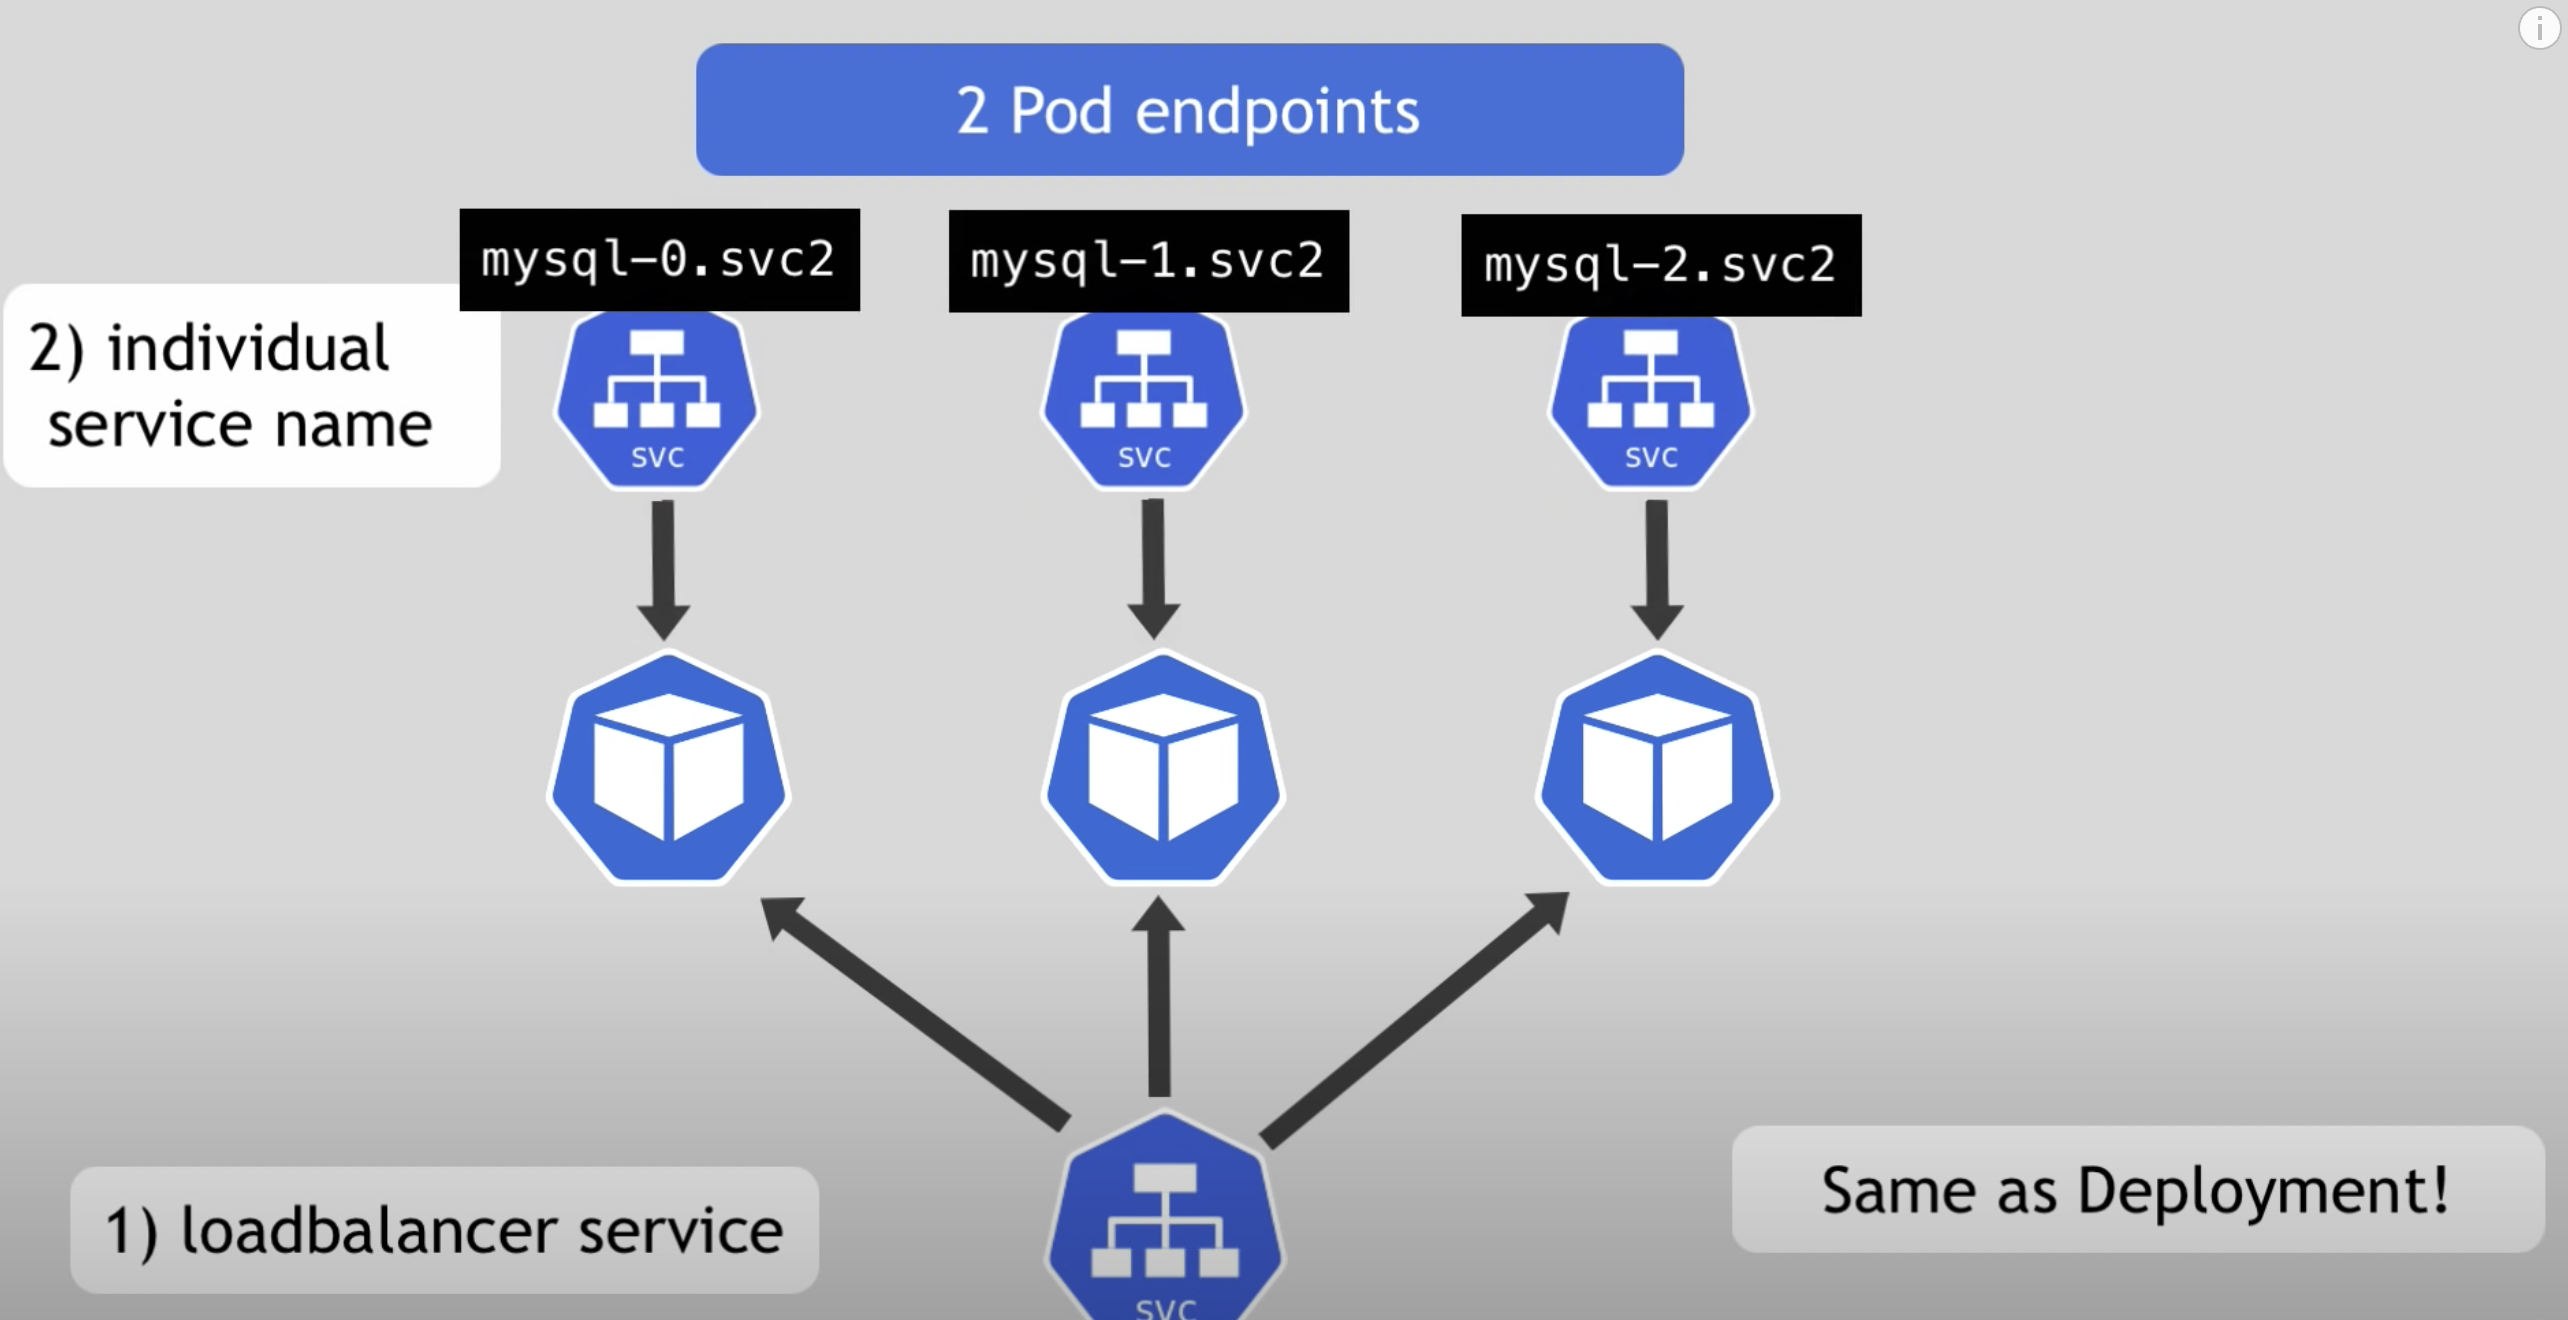 i
2 Pod endpoints
mysql-0.svc2
mysql-1.svc2
mysql-2.svc2
2) individual
service name
svc
svc
svc
1) loadbalancer service
Same as Deployment!
svc